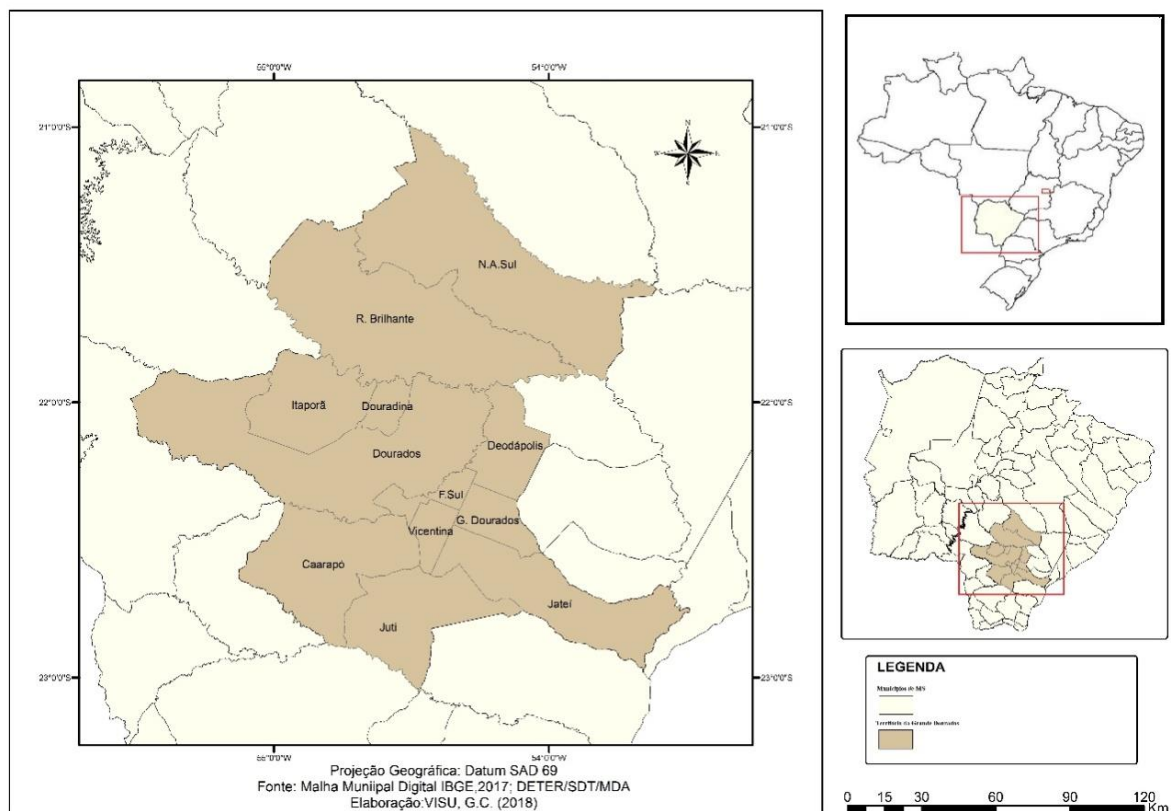 55°0'0"W
54°0'0"W
21°0'0"S
21°0'0"S
N
N.A.Sul
R. Brilhante
22°0'0"S
22°0'0"S
Itaporã
Douradina
Dourados
Deodápolis
F.Sul
G. Dourados
Vicentina
Caarapó
Jateí
Juti
23°0'0"S
23°0'0"S
54°0'0"W
Projeção Geográfica: Datum SAD 69
Fonte: Malha Muniipal Digital IBGE,2017; DETER/SDT/MDA
Elaboração:VISU, G.C. (2018)
LEGENDA
Municípios de MS
Território da Grande Dourados
0 15 30 60 90 120
Km